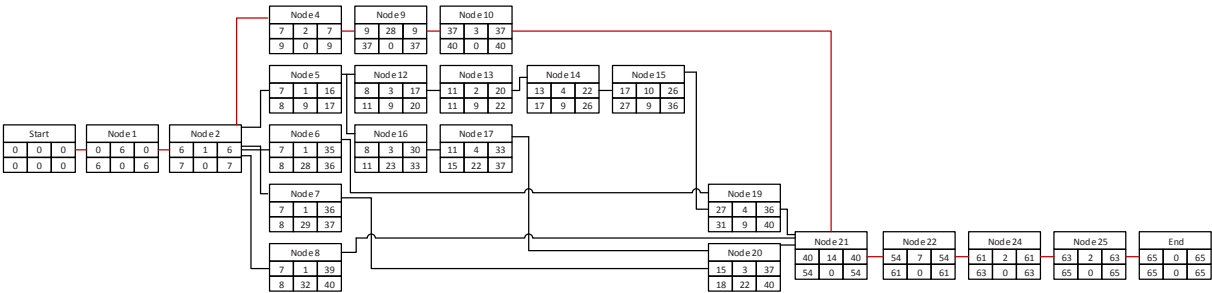 Node 4
7 2 7
9 0 9
Node 9
9 28 9
37 0 37
Node 10
37 3 37
40 0 40
Node 5
7 1 16
8 9 17
Node 12
8 3 17
11 9 20
Node 13
11 2 20
11 9 22
Node 14
13 4 22
17 9 26
Node 15
17 10 26
27 9 36
Start
0 0 0
0 0 0
Node 1
0 6 0
6 0 6
Node 2
6 1 6
7 0 7
Node 6
7 1 35
8 28 36
Node 16
8 3 30
11 23 33
Node 17
11 4 33
15 22 37
Node 7
7 1 36
8 29 37
Node 19
27 4 36
31 9 40
Node 8
7 1 39
8 32 40
Node 20
15 3 37
18 22 40
Node 21
40 14 40
54 0 54
Node 22
54 7 54
61 0 61
Node 24
61 2 61
63 0 63
Node 25
63 2 63
65 0 65
End
65 0 65
65 0 65